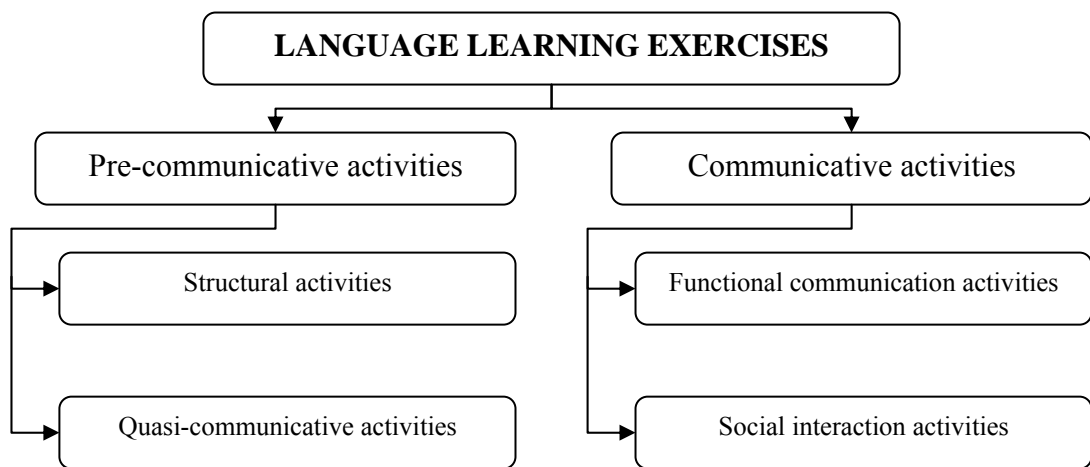 LANGUAGE LEARNING EXERCISES
Pre-communicative activities
Communicative activities
Structural activities
Functional communication activities
Quasi-communicative activities
Social interaction activities